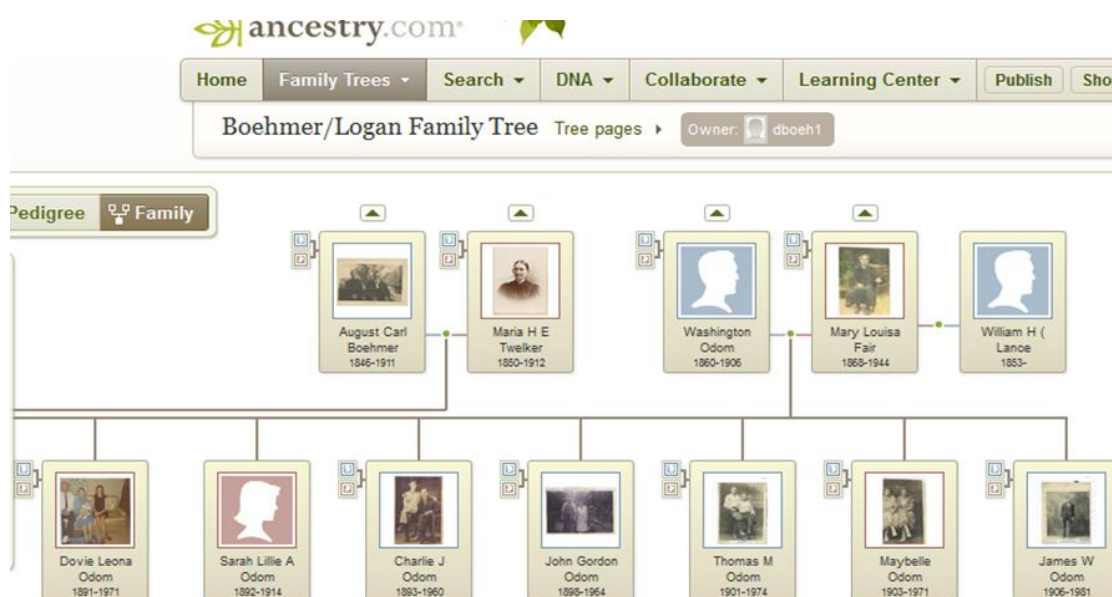 ancestry.com
Home Family Trees Search DNA Collaborate Learning Center Publish Sho
Boehmer/Logan Family Tree Tree pages Owner: dboeh1
Pedigree Family
August Carl
Boehmer
1846-1911
Maria H E
Twelker
1850-1912
Washington
Odom
1860-1906
Mary Louisa
Fair
1868-1944
William H (
Lance
1853-
Dovie Leona
Odom
1891-1971
Sarah Lillie A
Odom
1892-1914
Charlie J
Odom
1893-1960
John Gordon
Odom
1898-1964
Thomas M
Odom
1901-1974
Maybelle
Odom
1903-1971
James W
Odom
1906-1981